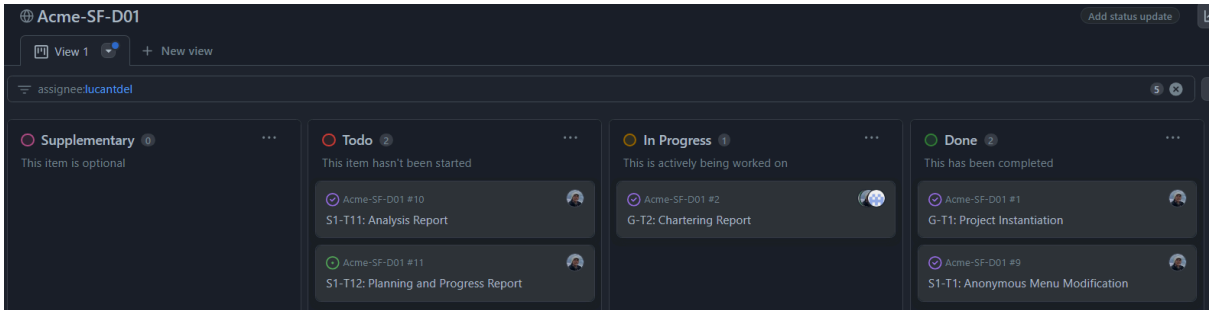 Acme-SF-D01
Add status update
View 1
New view
assignee:lucantdel
5
Supplementary 0
This item is optional
Todo 2
This item hasn't been started
Acme-SF-D01 #10
S1-T11: Analysis Report
Acme-SF-D01 #11
S1-T12: Planning and Progress Report
In Progress 1
This is actively being worked on
Acme-SF-D01 #2
G-T2: Chartering Report
Done 2
This has been completed
Acme-SF-D01 #1
G-T1: Project Instantiation
Acme-SF-D01 #9
S1-T1: Anonymous Menu Modification